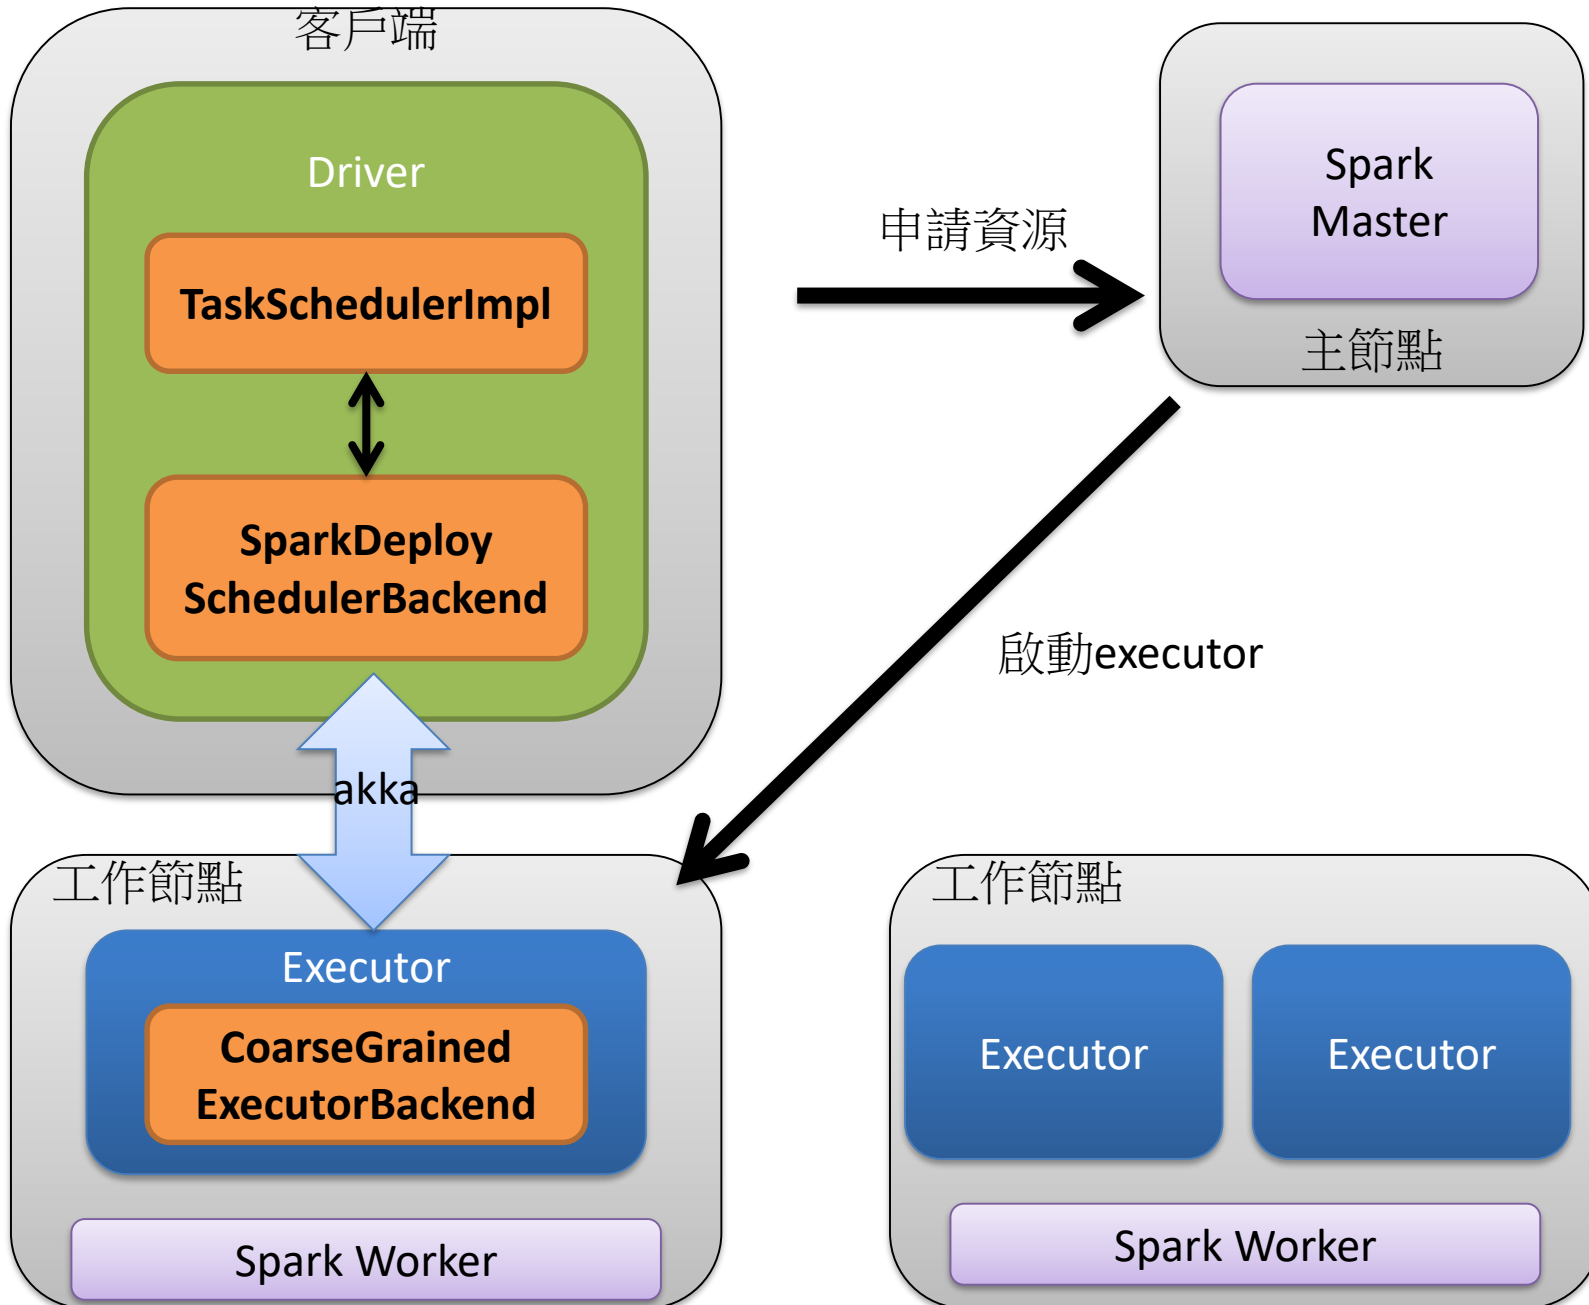 客戶端
Driver
TaskSchedulerImpl
SparkDeploy
SchedulerBackend
akka
申請資源
Spark
Master
主節點
啟動executor
工作節點
Executor
CoarseGrained
ExecutorBackend
Spark Worker
工作節點
Executor
Executor
Spark Worker